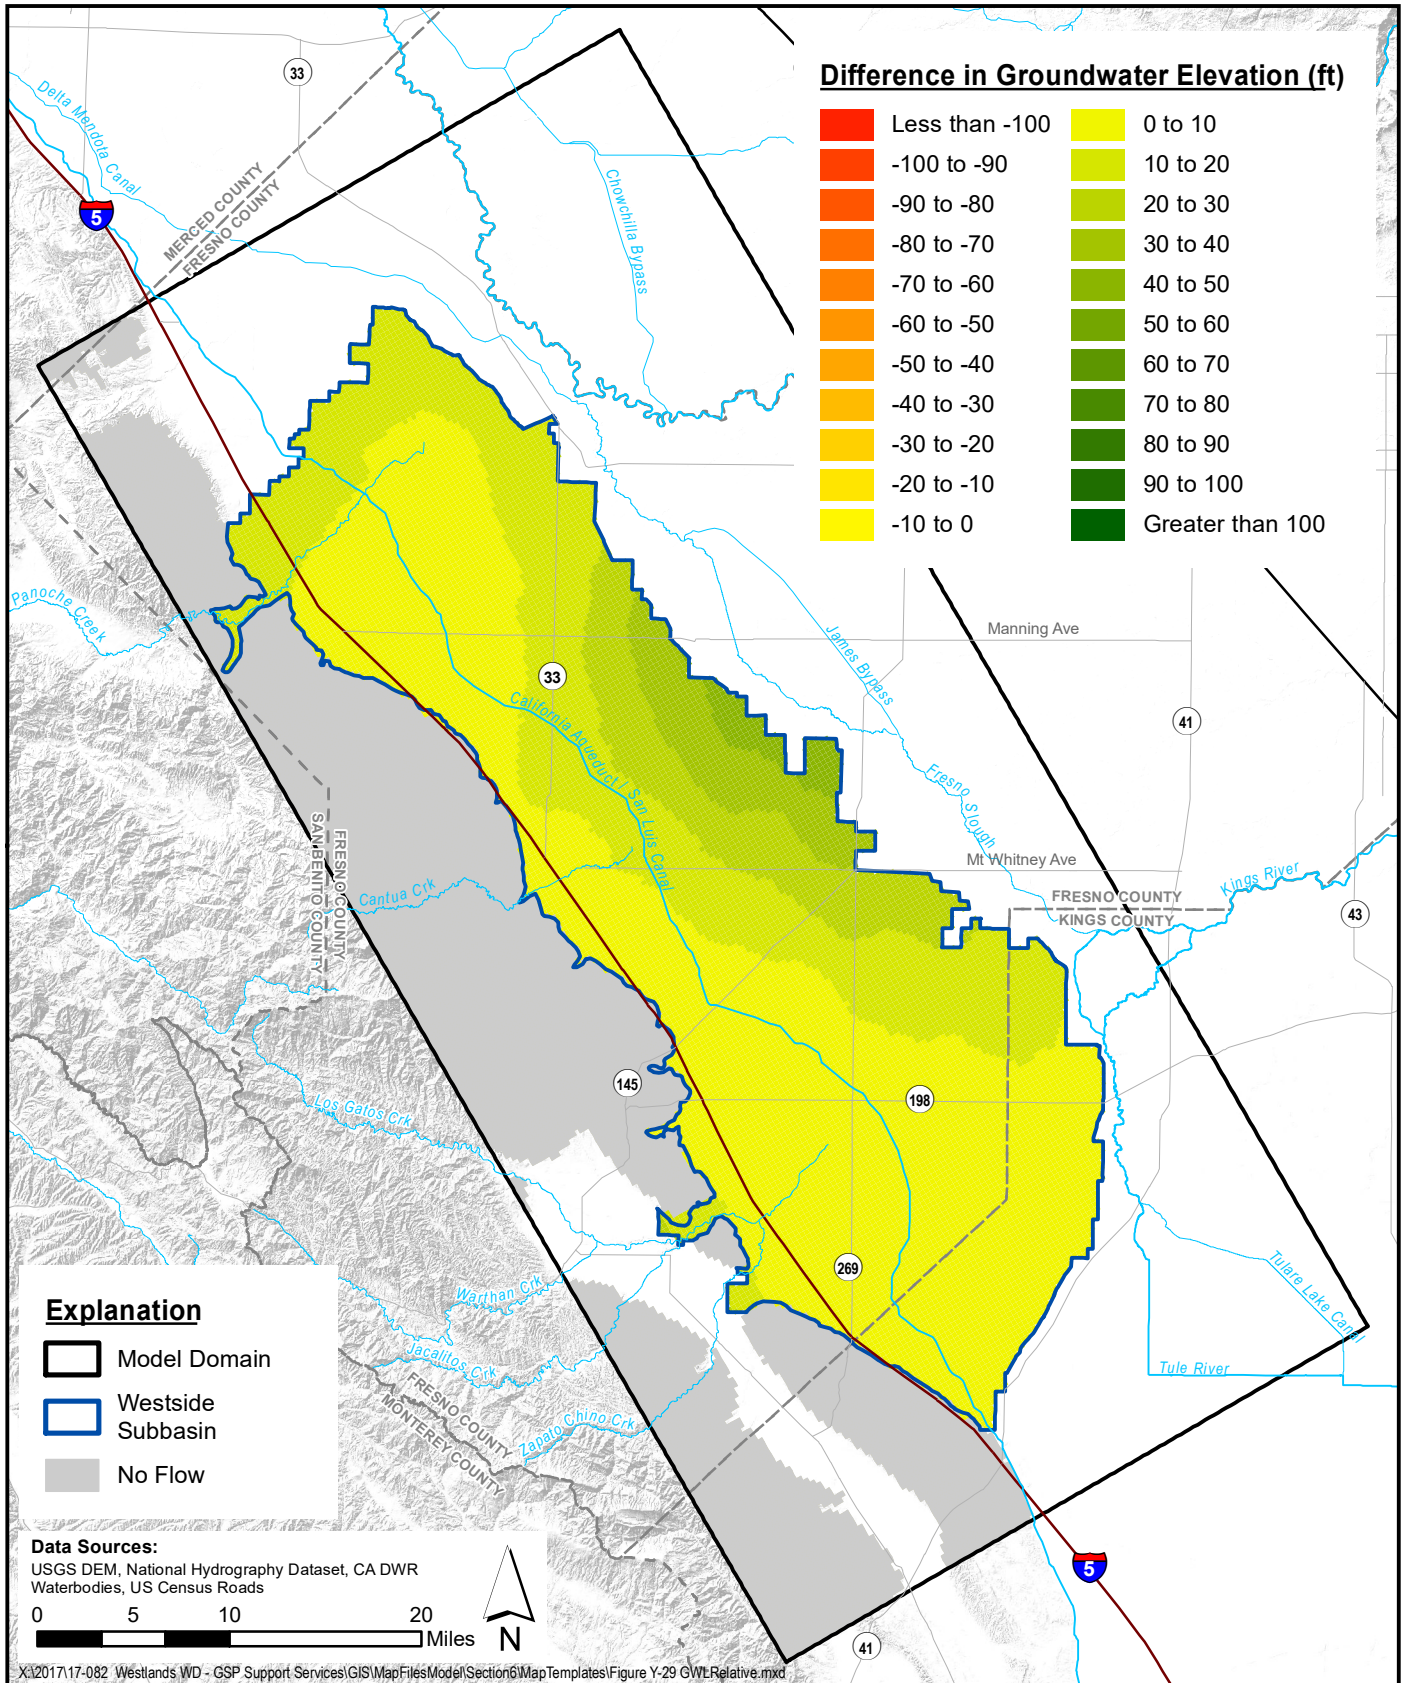 Difference in Groundwater Elevation (ft)
Less than -100
-100 to -90
-90 to -80
-80 to -70
-70 to -60
-60 to -50
-50 to -40
-40 to -30
-30 to -20
-20 to -10
-10 to 0
0 to 10
10 to 20
20 to 30
30 to 40
40 to 50
50 to 60
60 to 70
70 to 80
80 to 90
90 to 100
Greater than 100
33
Delta Mendota Canal
5
MERCED COUNTY
FRESNO COUNTY
Chowchilla Bypass
Panoche Creek
James Bypass
Manning Ave
33
41
California Aqueduct / San Luis Canal
Fresno Slough
SAN BENITO COUNTY
FRESNO COUNTY
Mt Whitney Ave
Kings River
Cantua Crk
FRESNO COUNTY
KINGS COUNTY
43
145
198
Los Gatos Crk
269
Warthan Crk
Tulare Lake Canal
Jacalitos Crk
Tule River
FRESNO COUNTY
MONTEREY COUNTY
Zapato Chino Crk
5
41
Explanation
Model Domain
Westside
Subbasin
No Flow
Data Sources:
USGS DEM, National Hydrography Dataset, CA DWR
Waterbodies, US Census Roads
0 5 10 20
Miles
N
X:\2017\17-082 Westlands WD - GSP Support Services\GIS\MapFilesModel\Section6\MapTemplates\Figure Y-29 GWLRelative.mxd